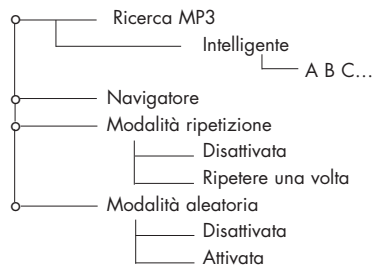 Ricerca MP3
Intelligente
A B C...
Navigatore
Modalità ripetizione
Disattivata
Ripetere una volta
Modalità aleatoria
Disattivata
Attivata